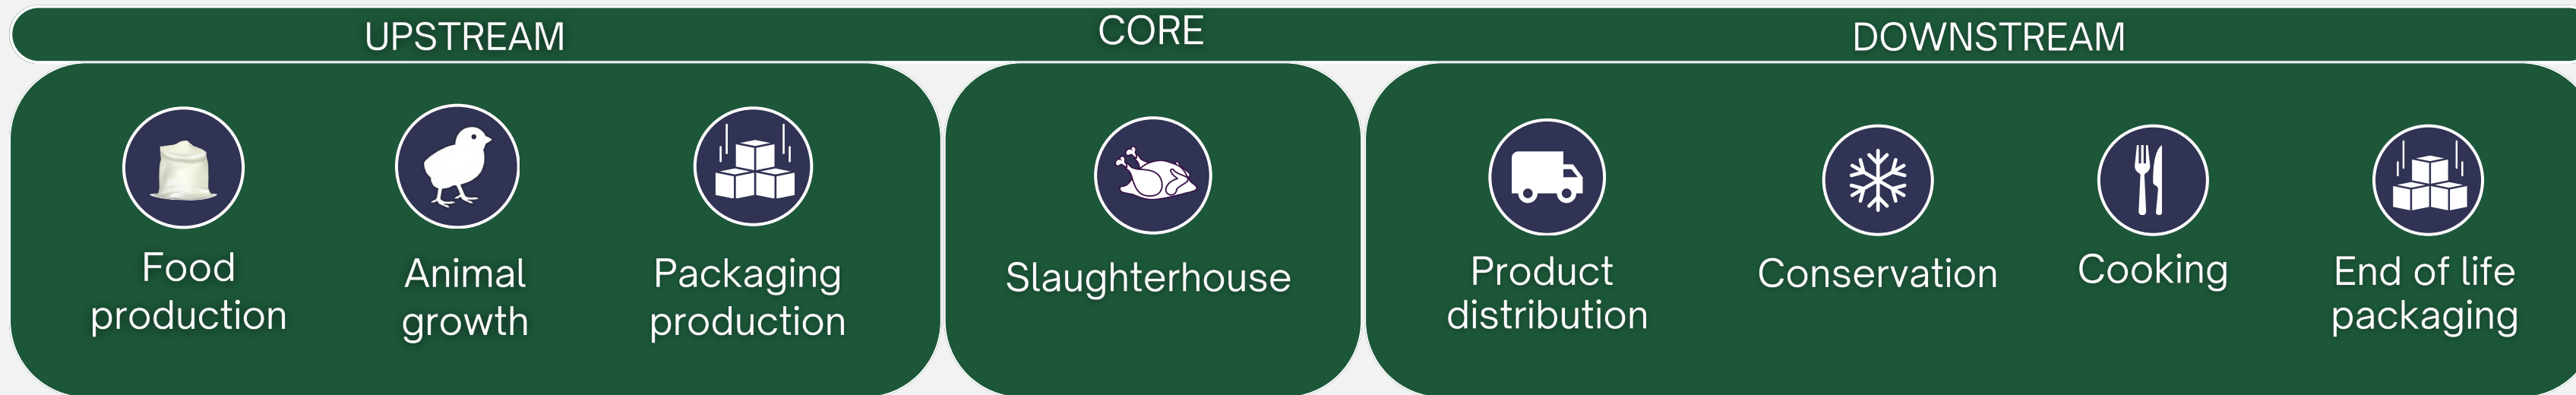 UPSTREAM
CORE
DOWNSTREAM
Food
production
Animal
growth
Packaging
production
Slaughterhouse
Product
distribution
Conservation
Cooking
End of life
packaging